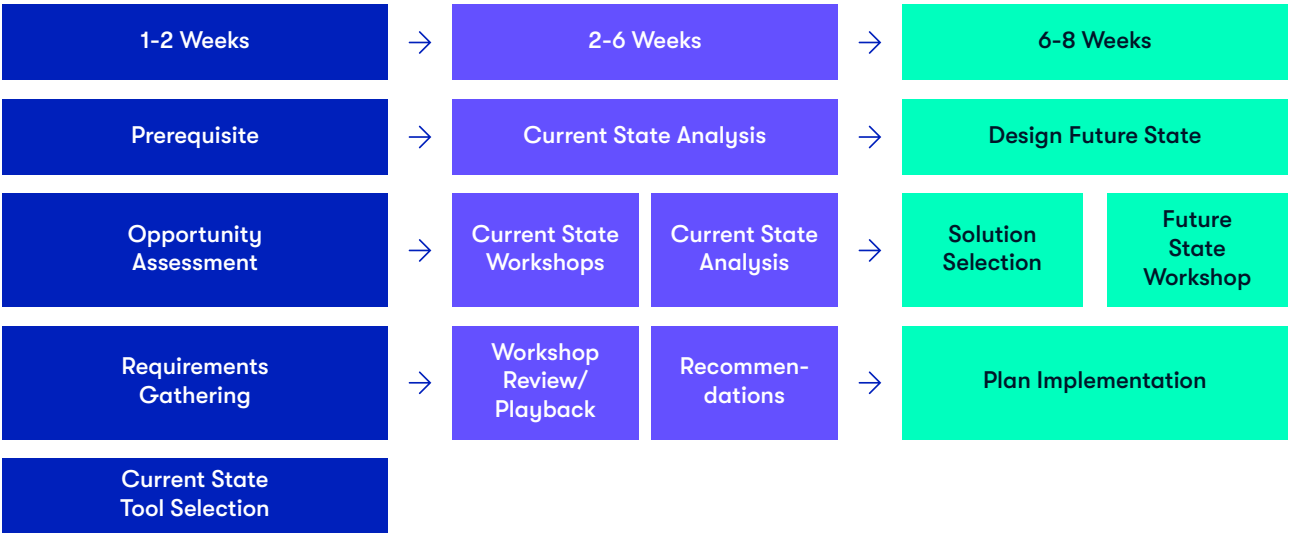 1-2 Weeks
2-6 Weeks
6-8 Weeks
Prerequisite
Current State Analysis
Design Future State
Opportunity
Assessment
Current State
Workshops
Current State
Analysis
Solution
Selection
Future
State
Workshop
Requirements
Gathering
Workshop
Review/
Playback
Recommen-
dations
Plan Implementation
Current State
Tool Selection